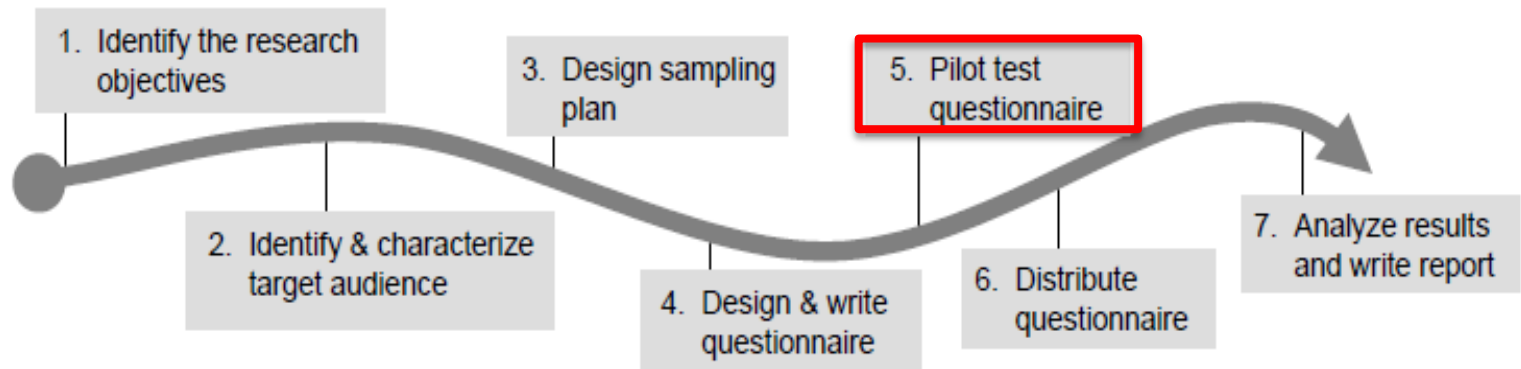 1. Identify the research
objectives
2. Identify & characterize
target audience
3. Design sampling
plan
4. Design & write
questionnaire
5. Pilot test
questionnaire
6. Distribute
questionnaire
7. Analyze results
and write report